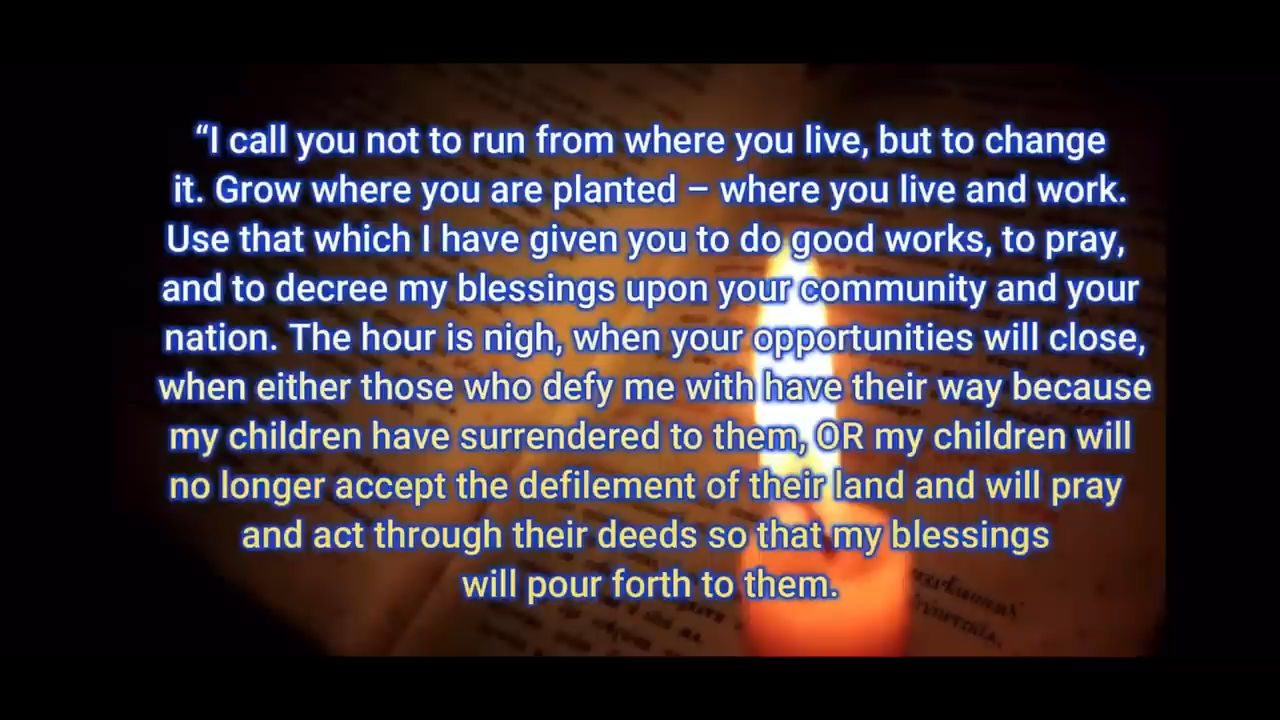 “I call you not to run from where you live, but to change
it. Grow where you are planted – where you live and work.
Use that which I have given you to do good works, to pray,
and to decree my blessings upon your community and your
nation. The hour is nigh, when your opportunities will close,
when either those who defy me with have their way because
my children have surrendered to them, OR my children will
no longer accept the defilement of their land and will pray
and act through their deeds so that my blessings
will pour forth to them.